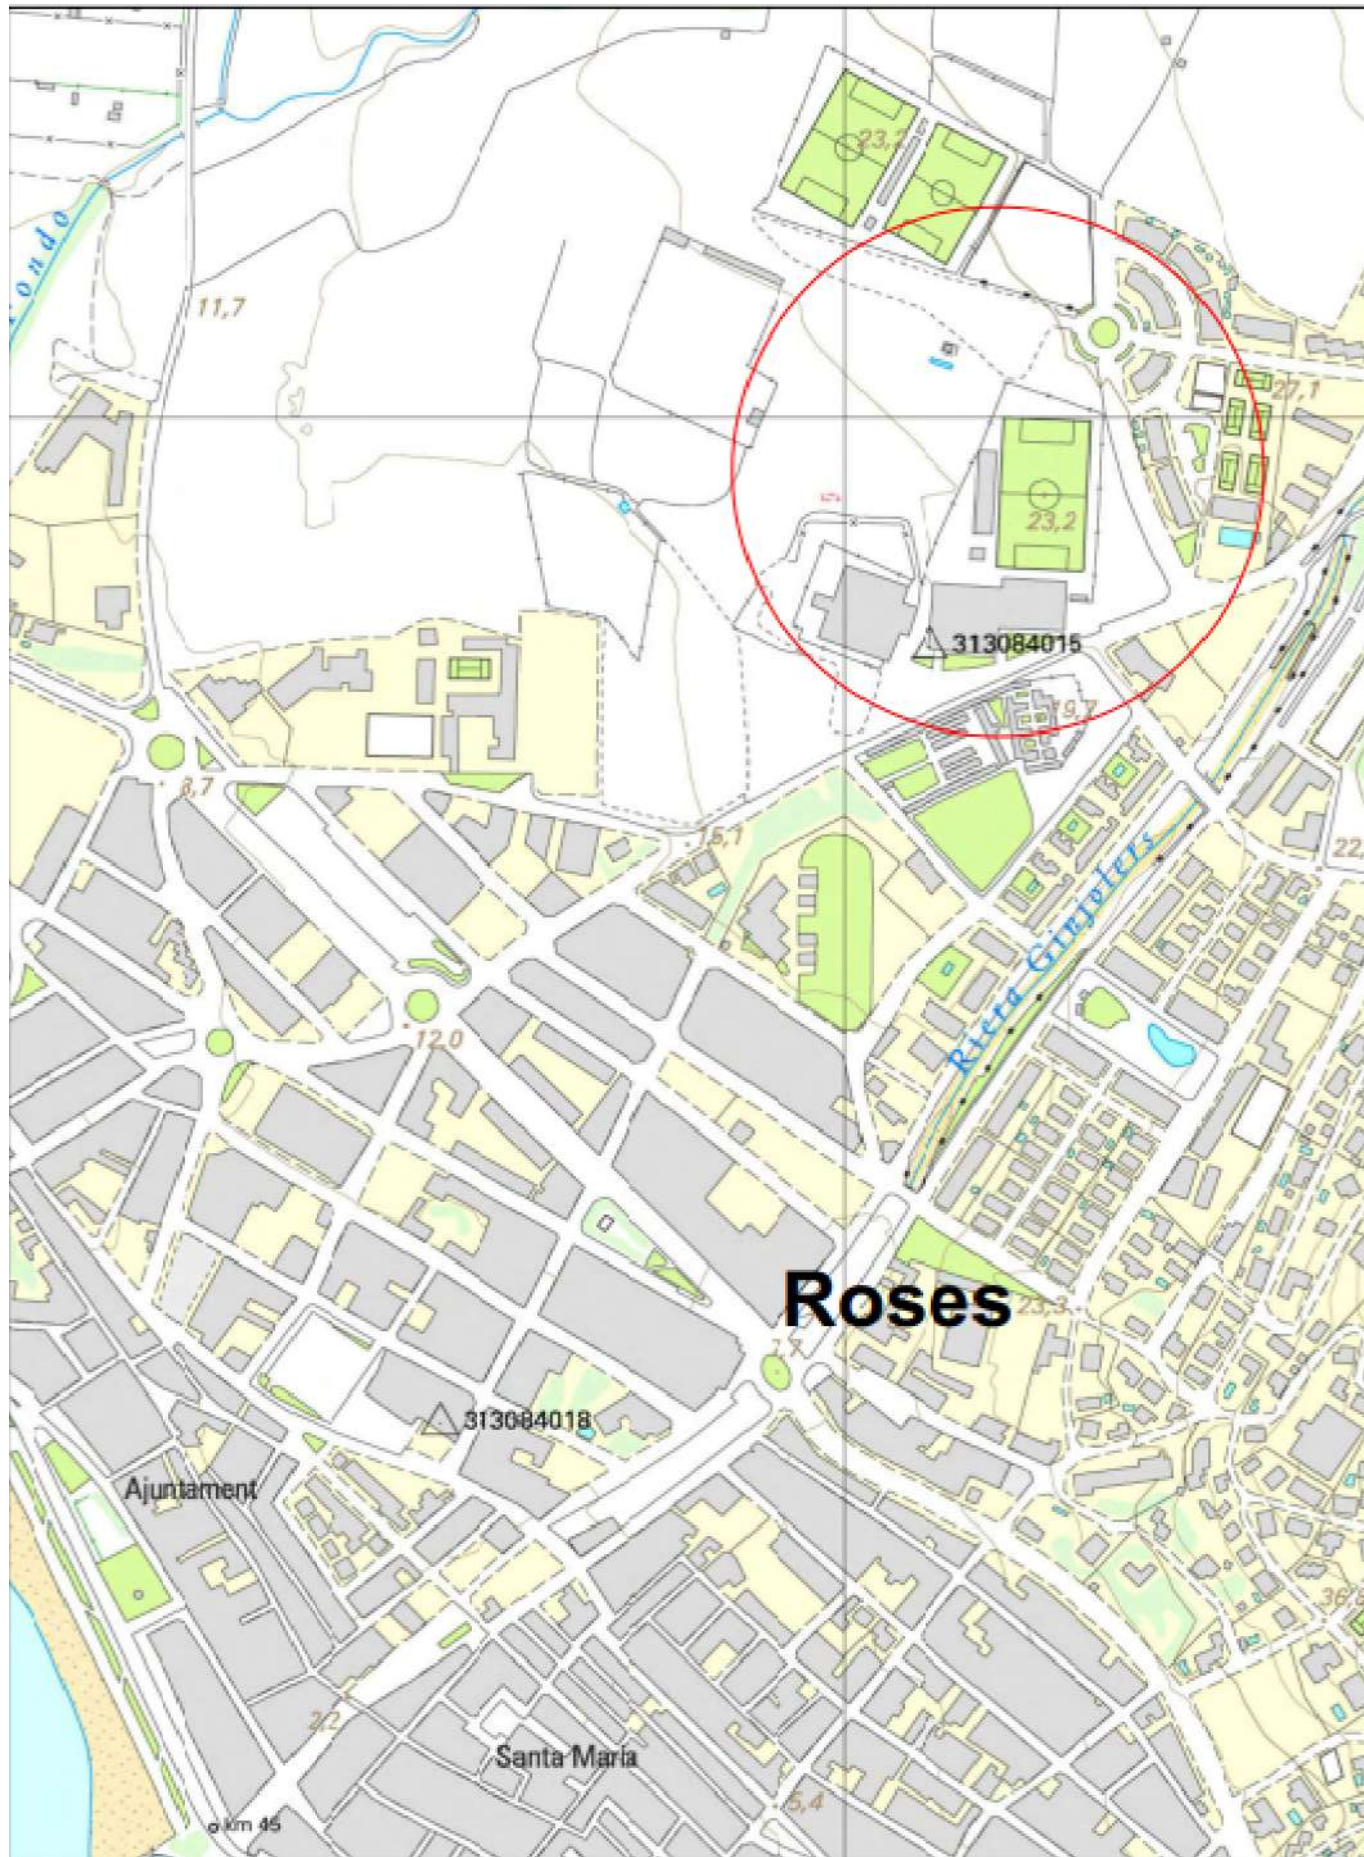 23,2
ondo
11,7
27,1
23,2
313084015
19,7
8,7
15,1
22,
Riera Ginjolers
12,0
Roses
23,3
7,7
313084018
Ajuntament
36,
2,2
Santa Maria
5,4
km 45